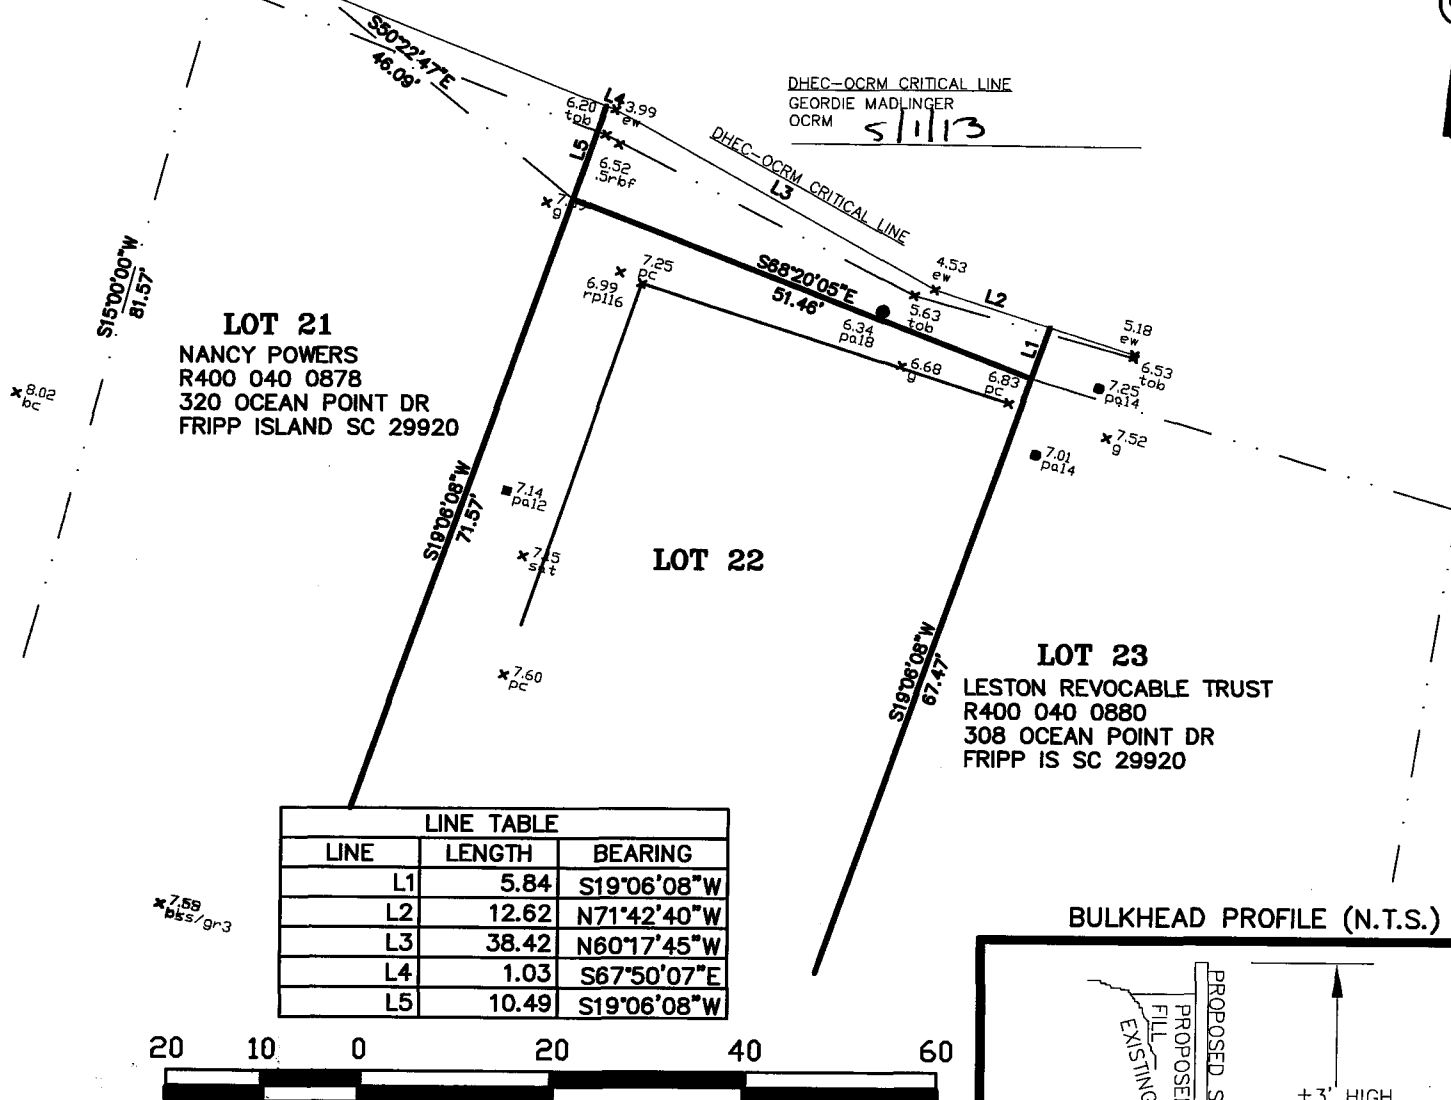 S50°22'47"E
46.09'
DHEC-OCRM CRITICAL LINE
GEORDIE MADLINGER
OCRM 5/1/13
6.20
tob
L4
3.99
ew
L5
6.52
.5rbf
DHEC-OCRM CRITICAL LINE
L3
g
S15°00'00"W
81.57'
7.25
pc
6.99
rpl16
S68°20'05"E
51.46'
4.53
ew
L2
5.63
tob
6.34
pal8
6.68
g
6.83
pc
L1
5.18
ew
6.53
tob
7.25
pa14
7.52
g
7.01
pa14
LOT 21
NANCY POWERS
R400 040 0878
320 OCEAN POINT DR
FRIPP ISLAND SC 29920
8.02
bc
S19°06'08"W
71.57'
7.14
pa12
LOT 22
7.60
pc
S19°06'08"W
67.47'
LOT 23
LESTON REVOCABLE TRUST
R400 040 0880
308 OCEAN POINT DR
FRIPP IS SC 29920
LINE TABLE
LINE LENGTH BEARING
L1 5.84 S19°06'08"W
L2 12.62 N71°42'40"W
L3 38.42 N60°17'45"W
L4 1.03 S67°50'07"E
L5 10.49 S19°06'08"W
20 10 0 20 40 60
BULKHEAD PROFILE (N.T.S.)
PROPOSED S
PROPOSE
FILL
EXISTING
±3' HIGH